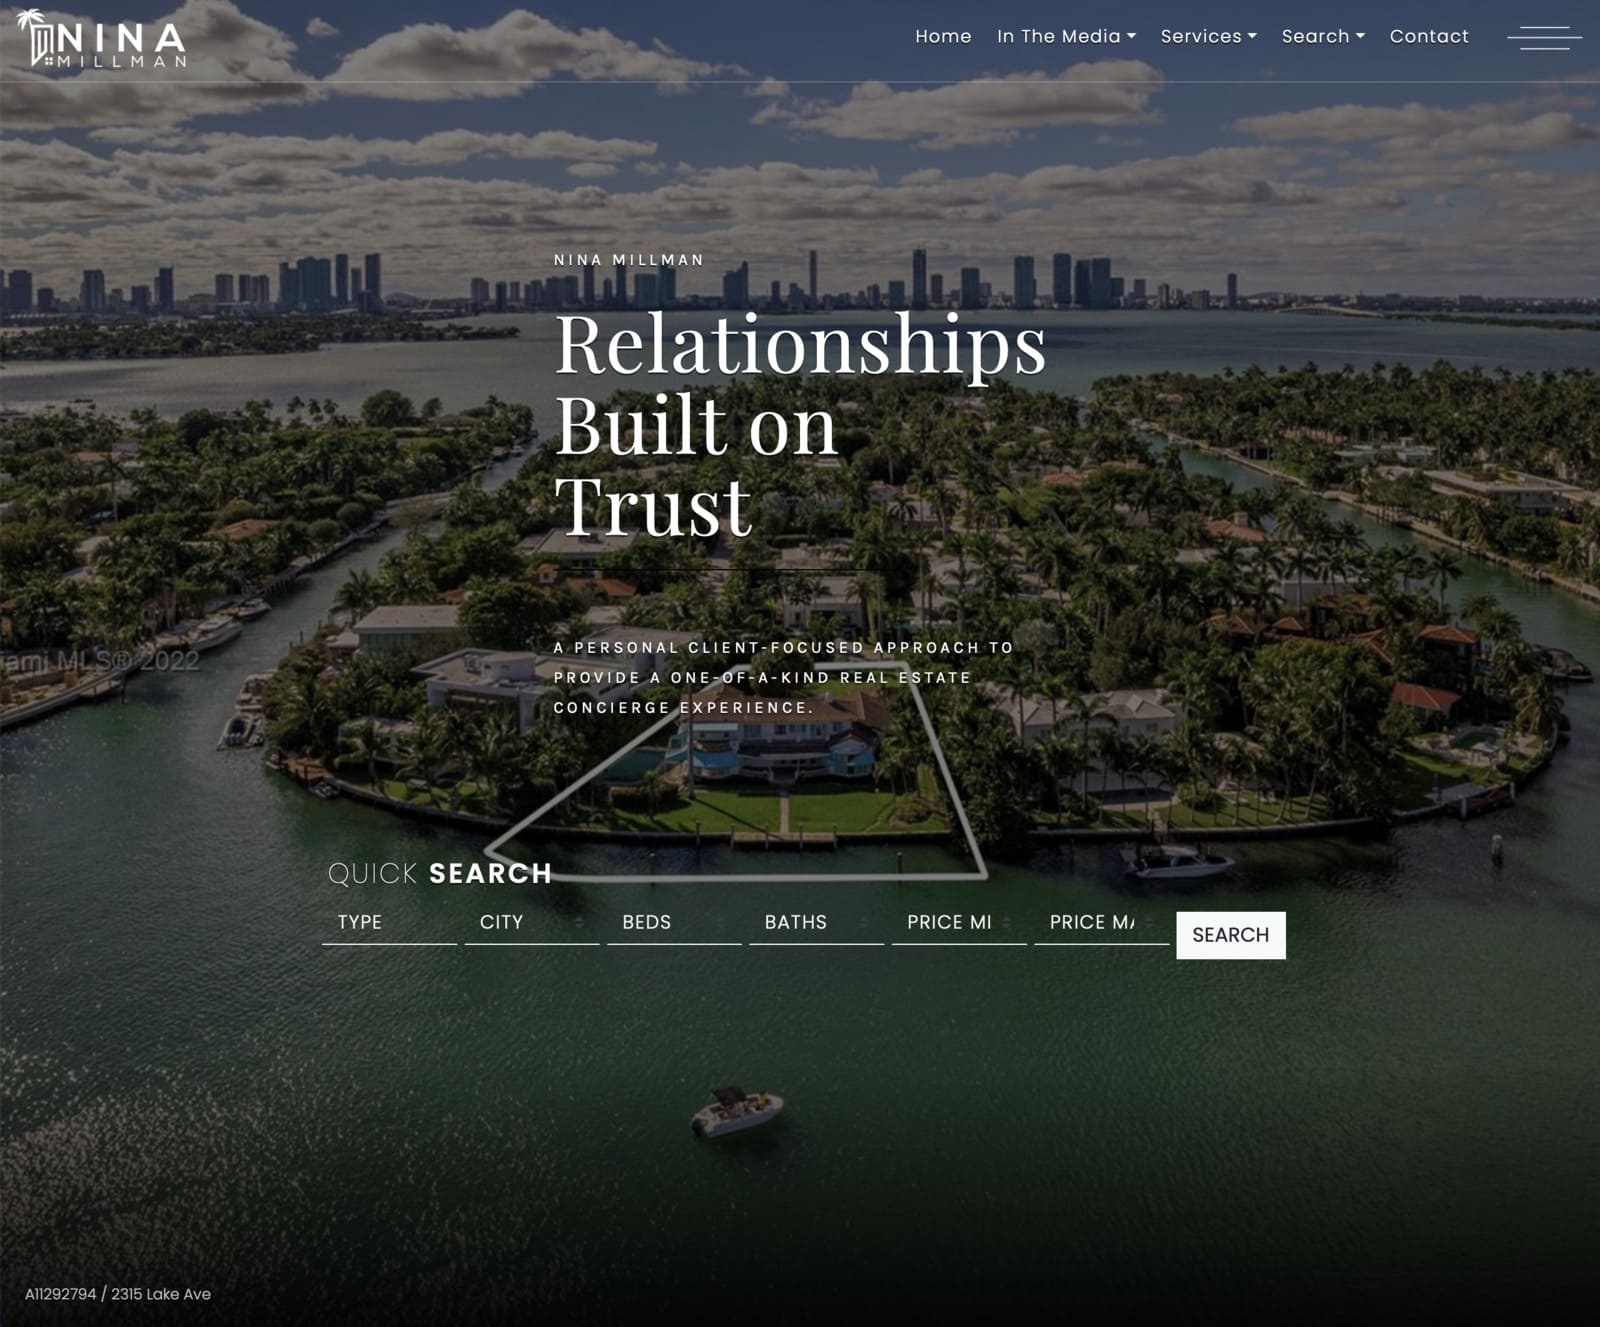 NINA
MILLMAN
Home In The Media Services Search Contact
NINA MILLMAN
Relationships
Built on
Trust
A PERSONAL CLIENT-FOCUSED APPROACH TO
PROVIDE A ONE-OF-A-KIND REAL ESTATE
CONCIERGE EXPERIENCE.
ami MLS® 2022
QUICK SEARCH
TYPE CITY BEDS BATHS PRICE MI PRICE MA SEARCH
A11292794 / 2315 Lake Ave